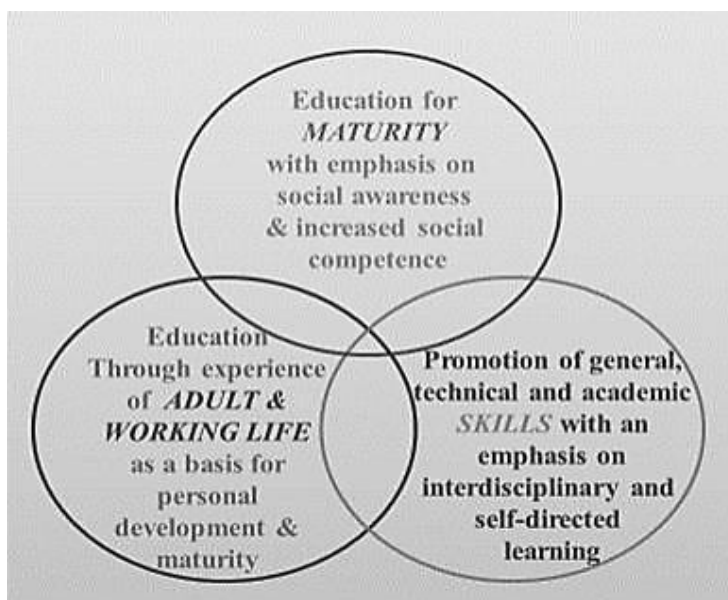 Education for
MATURITY
with emphasis on
social awareness
& increased social
competence
Education
Through experience
of ADULT &
WORKING LIFE
as a basis for
personal
development &
maturity
Promotion of general,
technical and academic
SKILLS with an
emphasis on
interdisciplinary and
self-directed
learning